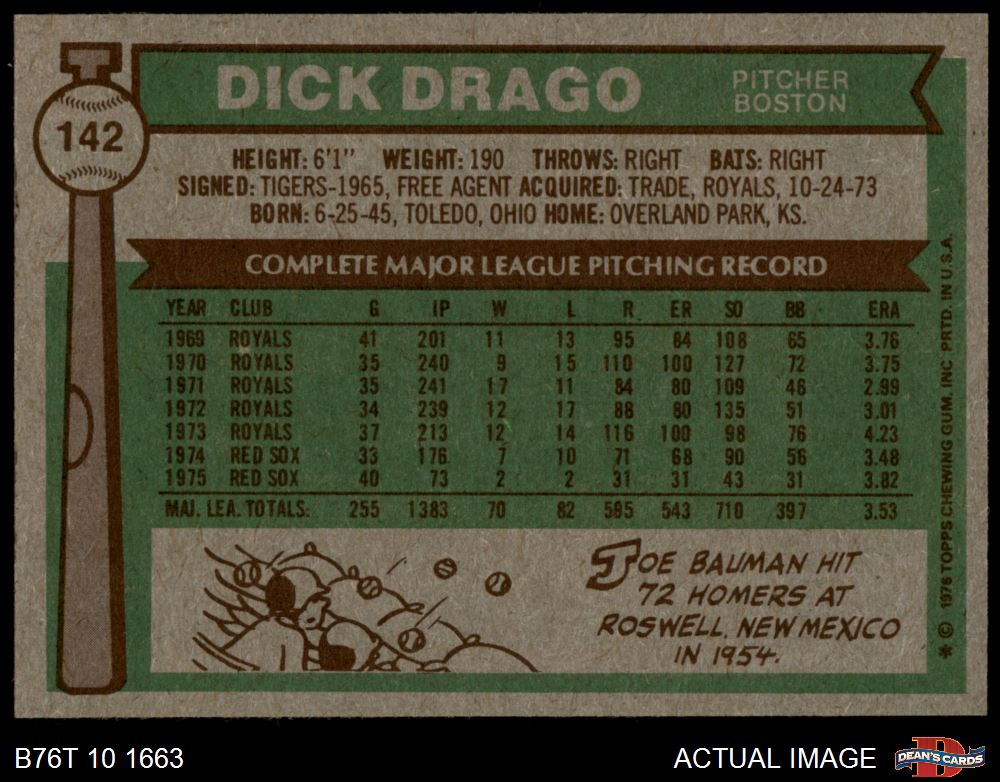 DICK DRAGO
PITCHER
BOSTON
142
HEIGHT: 6'1" WEIGHT: 190 THROWS: RIGHT BATS: RIGHT
SIGNED: TIGERS-1965, FREE AGENT ACQUIRED: TRADE, ROYALS, 10-24-73
BORN: 6-25-45, TOLEDO, OHIO HOME: OVERLAND PARK, KS.
COMPLETE MAJOR LEAGUE PITCHING RECORD
YEAR CLUB G IP W L R ER SO BB ERA
1969 ROYALS 41 201 11 13 95 84 108 65 3.76
1970 ROYALS 35 240 9 15 110 100 127 72 3.75
1971 ROYALS 35 241 17 11 84 80 109 46 2.99
1972 ROYALS 34 239 12 17 88 80 135 51 3.01
1973 ROYALS 37 213 12 14 116 100 98 76 4.23
1974 RED SOX 33 176 7 10 71 68 90 56 3.48
1975 RED SOX 40 73 2 2 31 31 43 31 3.82
MAJ. LEA. TOTALS: 255 1383 70 82 595 543 710 397 3.53
JOE BAUMAN HIT
72 HOMERS AT
ROSWELL, NEW MEXICO
IN 1954.
* © 1976 TOPPS CHEWING GUM, INC. PRTD. IN U.S.A.
B76T 10 1663
ACTUAL IMAGE
D
DEAN'S CARDS